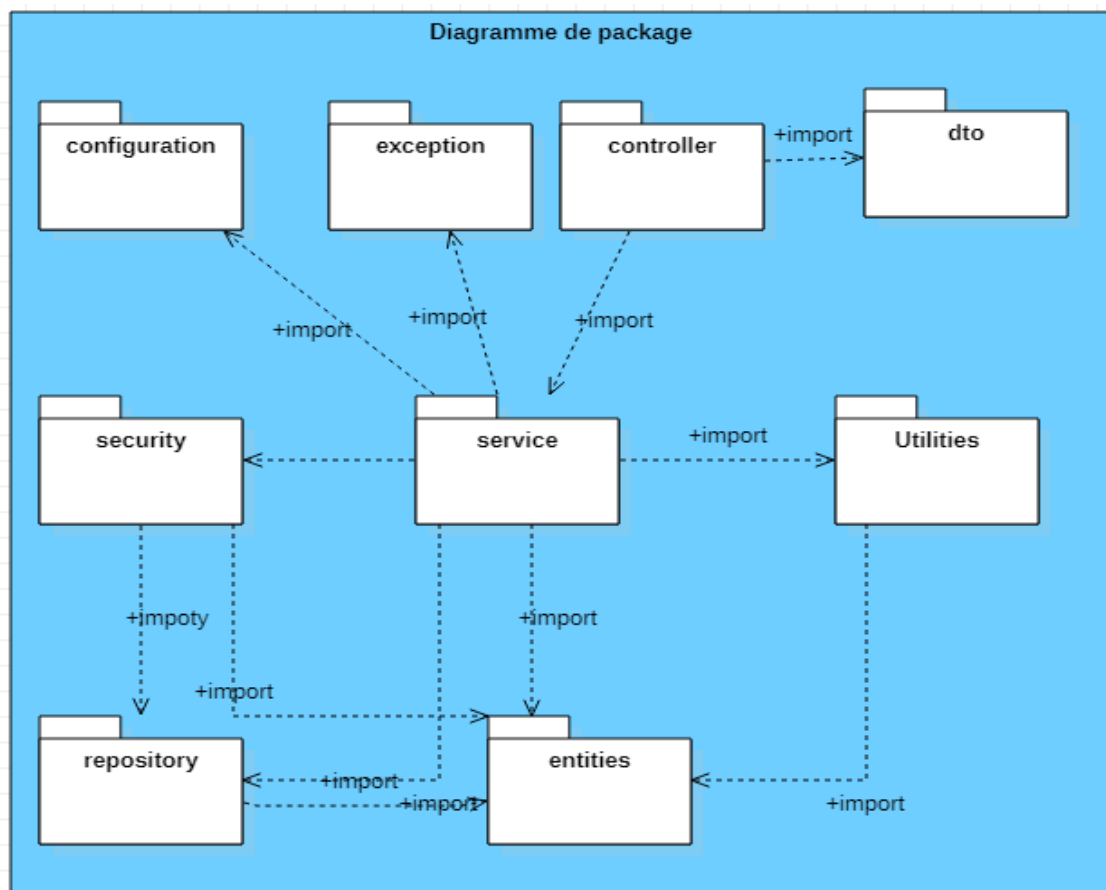 Diagramme de package
configuration
exception
controller
+import
dto
+import
+import
+import
security
service
+import
Utilities
+impoty
+import
+import
repository
entities
+import
+import
+import